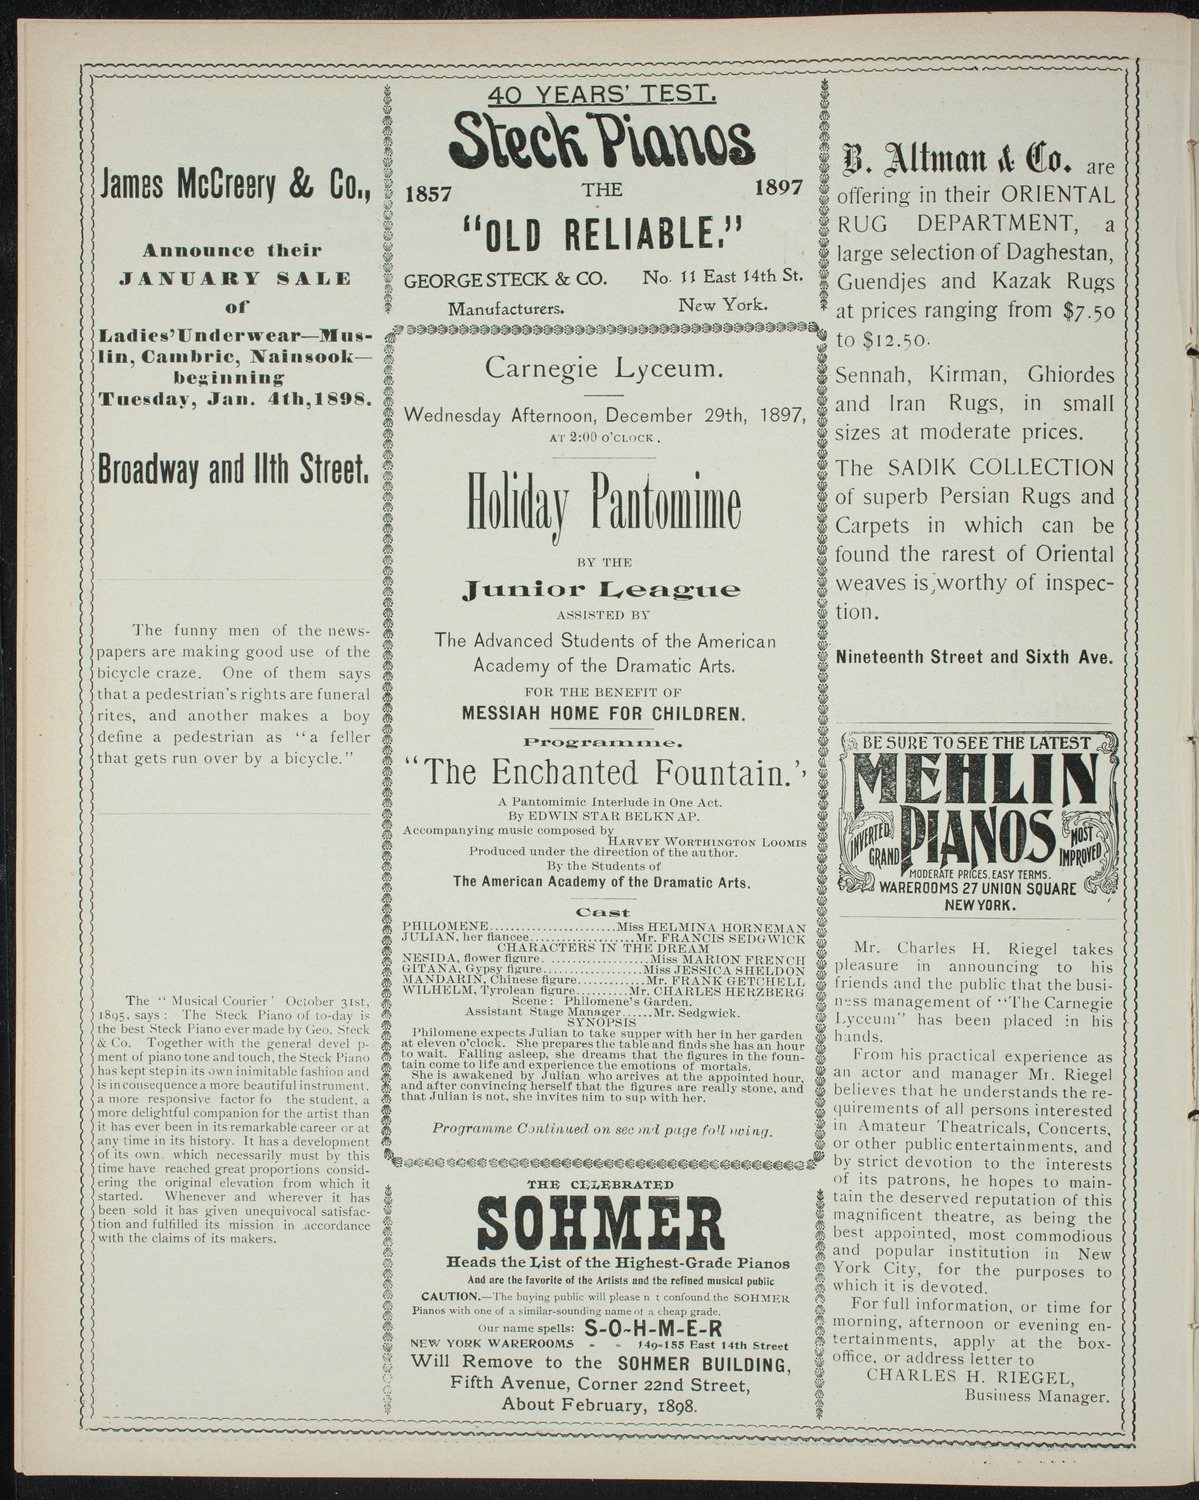 James McCreery & Co.,
Announce their
JANUARY SALE
of
Ladies' Underwear—Mus-
lin, Cambric, Nainsook—
beginning
Tuesday, Jan. 4th, 1898.
Broadway and 11th Street.
The funny men of the news-
papers are making good use of the
bicycle craze. One of them says
that a pedestrian's rights are funeral
rites, and another makes a boy
define a pedestrian as "a feller
that gets run over by a bicycle."
The "Musical Courier' October 31st,
1895, says: The Steck Piano of to-day is
the best Steck Piano ever made by Geo. Steck
& Co. Together with the general devel p-
ment of piano tone and touch, the Steck Piano
has kept step in its own inimitable fashion and
is in consequence a more beautiful instrument,
a more responsive factor fo the student, a
more delightful companion for the artist than
it has ever been in its remarkable career or at
any time in its history. It has a development
of its own, which necessarily must by this
time have reached great proportions consid-
ering the original elevation from which it
started. Whenever and wherever it has
been sold it has given unequivocal satisfac-
tion and fulfilled its mission in accordance
with the claims of its makers.
40 YEARS' TEST.
Steck Pianos
1857 THE 1897
"OLD RELIABLE."
GEORGE STECK & CO. No. 11 East 14th St.
Manufacturers. New York.
Carnegie Lyceum.
Wednesday Afternoon, December 29th, 1897,
AT 2:00 O'CLOCK.
Holiday Pantomime
BY THE
Junior League
ASSISTED BY
The Advanced Students of the American
Academy of the Dramatic Arts.
FOR THE BENEFIT OF
MESSIAH HOME FOR CHILDREN.
Programme.
"The Enchanted Fountain.',
A Pantomimic Interlude in One Act.
By EDWIN STAR BELKNAP.
Accompanying music composed by
HARVEY WORTHINGTON LOOMIS
Produced under the direction of the author.
By the Students of
The American Academy of the Dramatic Arts.
Cast
PHILOMENE......................Miss HELMINA HORNEMAN
JULIAN, her fiancee...................Mr. FRANCIS SEDGWICK
CHARACTERS IN THE DREAM
NESIDA, flower figure. .................Miss MARION FRENCH
GITANA, Gypsy figure..................Miss JESSICA SHELDON
MANDARIN, Chinese figure............Mr. FRANK GETCHELL
WILHELM, Tyrolean figure..........Mr. CHARLES HERZBERG
Scene: Philomene's Garden.
Assistant Stage Manager......Mr. Sedgwick.
SYNOPSIS
Philomene expects Julian to take supper with her in her garden
at eleven o'clock. She prepares the table and finds she has an hour
to wait. Falling asleep, she dreams that the figures in the foun-
tain come to life and experience the emotions of mortals.
She is awakened by Julian who arrives at the appointed hour,
and after convincing herself that the figures are really stone, and
that Julian is not, she invites him to sup with her.
Programme Continued on sec nd page foll wing.
THE CELEBRATED
SOHMER
Heads the List of the Highest-Grade Pianos
And are the favorite of the Artists and the refined musical public
CAUTION.—The buying public will please n t confound the SOHMER
Pianos with one of a similar-sounding name of a cheap grade.
Our name spells: S-O-H-M-E-R
NEW YORK WAREROOMS - - 149-155 East 14th Street
Will Remove to the SOHMER BUILDING,
Fifth Avenue, Corner 22nd Street,
About February, 1898.
B. Altman & Co. are
offering in their ORIENTAL
RUG DEPARTMENT, a
large selection of Daghestan,
Guendjes and Kazak Rugs
at prices ranging from $7.50
to $12.50.
Sennah, Kirman, Ghiordes
and Iran Rugs, in small
sizes at moderate prices.
The SADIK COLLECTION
of superb Persian Rugs and
Carpets in which can be
found the rarest of Oriental
weaves is worthy of inspec-
tion.
Nineteenth Street and Sixth Ave.
BE SURE TO SEE THE LATEST
MEHLIN
INVERTED GRAND PIANOS MOST IMPROVED
MODERATE PRICES. EASY TERMS.
WAREROOMS 27 UNION SQUARE
NEW YORK.
Mr. Charles H. Riegel takes
pleasure in announcing to his
friends and the public that the busi-
ness management of "The Carnegie
Lyceum" has been placed in his
hands.
From his practical experience as
an actor and manager Mr. Riegel
believes that he understands the re-
quirements of all persons interested
in Amateur Theatricals, Concerts,
or other public entertainments, and
by strict devotion to the interests
of its patrons, he hopes to main-
tain the deserved reputation of this
magnificent theatre, as being the
best appointed, most commodious
and popular institution in New
York City, for the purposes to
which it is devoted.
For full information, or time for
morning, afternoon or evening en-
tertainments, apply at the box-
office, or address letter to
CHARLES H. RIEGEL,
Business Manager.